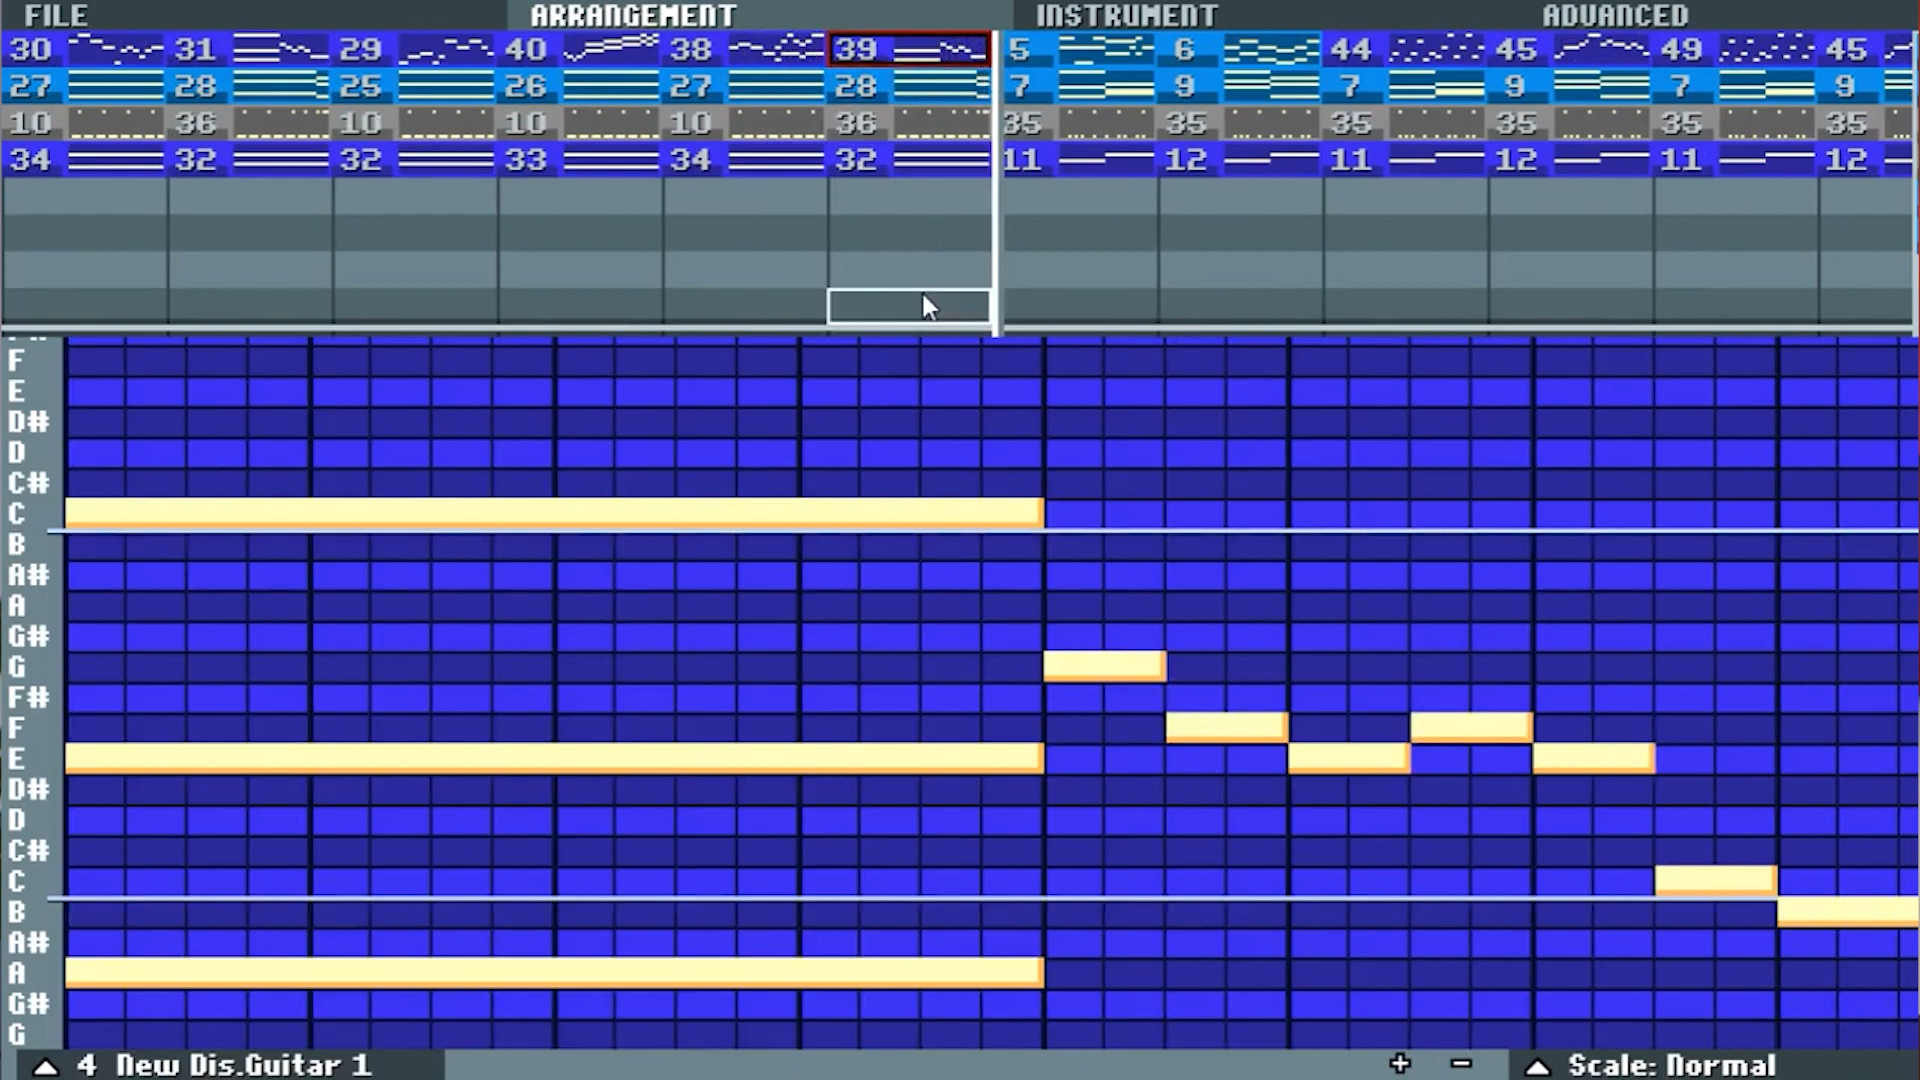 FILE ARRANGEMENT INSTRUMENT ADVANCED
30 31 29 40 38 39 5 6 44 45 49 45
27 28 25 26 27 28 7 9 7 9 7 9
10 36 10 10 10 36 35 35 35 35 35 35
34 32 32 33 34 32 11 12 11 12 11 12
F
E
D#
D
C#
C
B
A#
A
G#
G
F#
F
E
D#
D
C#
C
B
A#
A
G#
G
4 New Dis.Guitar 1 + - Scale: Normal